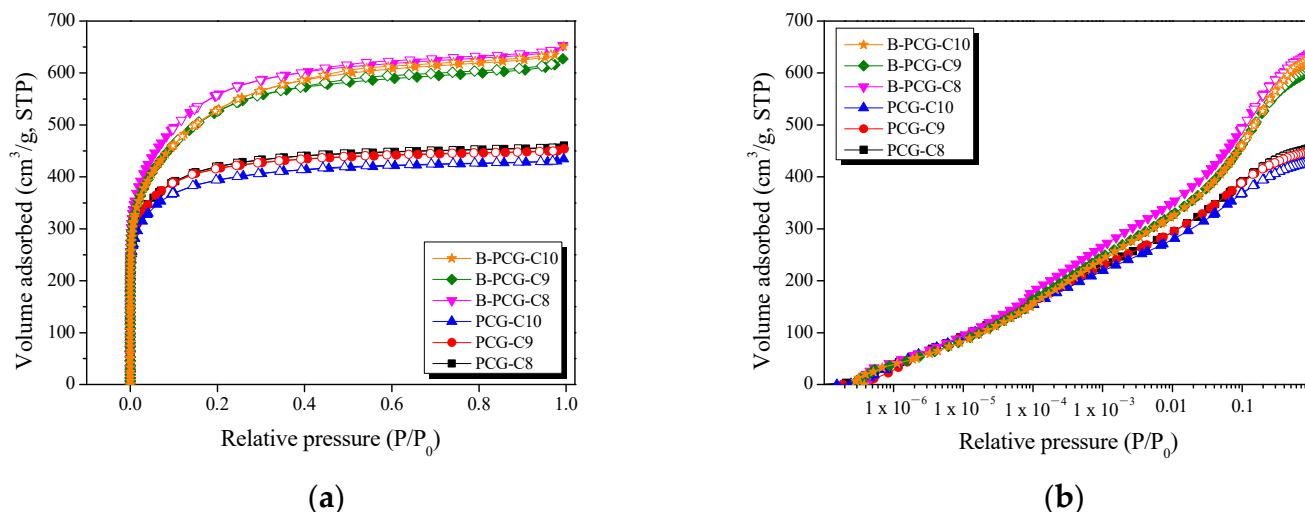 700
600
500
400
300
200
100
0
Volume adsorbed (cm³/g, STP)
B-PCG-C10
B-PCG-C9
B-PCG-C8
PCG-C10
PCG-C9
PCG-C8
0.0 0.2 0.4 0.6 0.8 1.0
Relative pressure (P/P₀)
(a)
700
600
500
400
300
200
100
0
Volume adsorbed (cm³/g, STP)
B-PCG-C10
B-PCG-C9
B-PCG-C8
PCG-C10
PCG-C9
PCG-C8
1 x 10⁻⁶ 1 x 10⁻⁵ 1 x 10⁻⁴ 1 x 10⁻³ 0.01 0.1
Relative pressure (P/P₀)
(b)